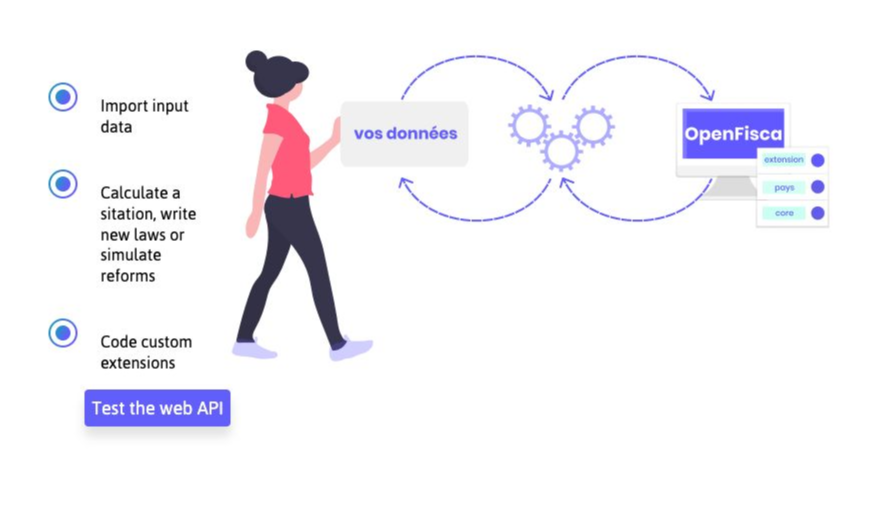 Import input
data
Calculate a
sitation, write
new laws or
simulate
reforms
Code custom
extensions
Test the web API
vos données
OpenFisca
extension
pays
core